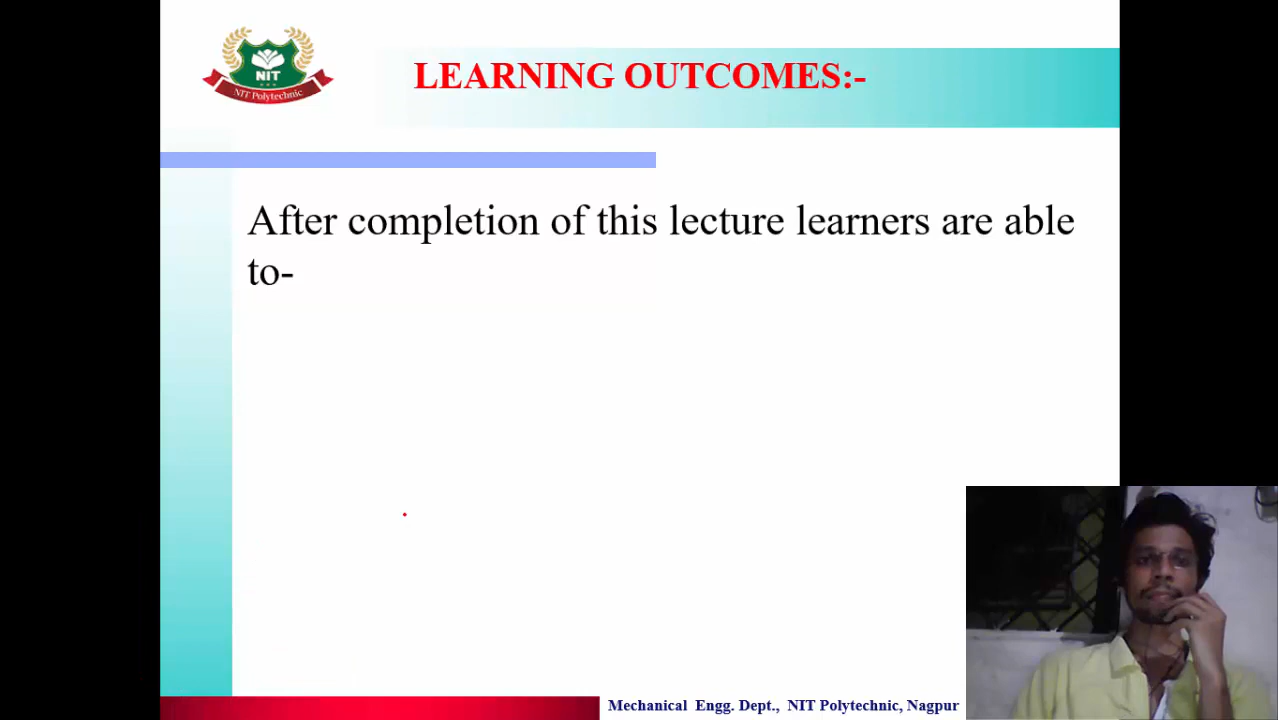 NIT
NIT Polytechnic
LEARNING OUTCOMES:-
After completion of this lecture learners are able
to-
Mechanical Engg. Dept., NIT Polytechnic, Nagpur